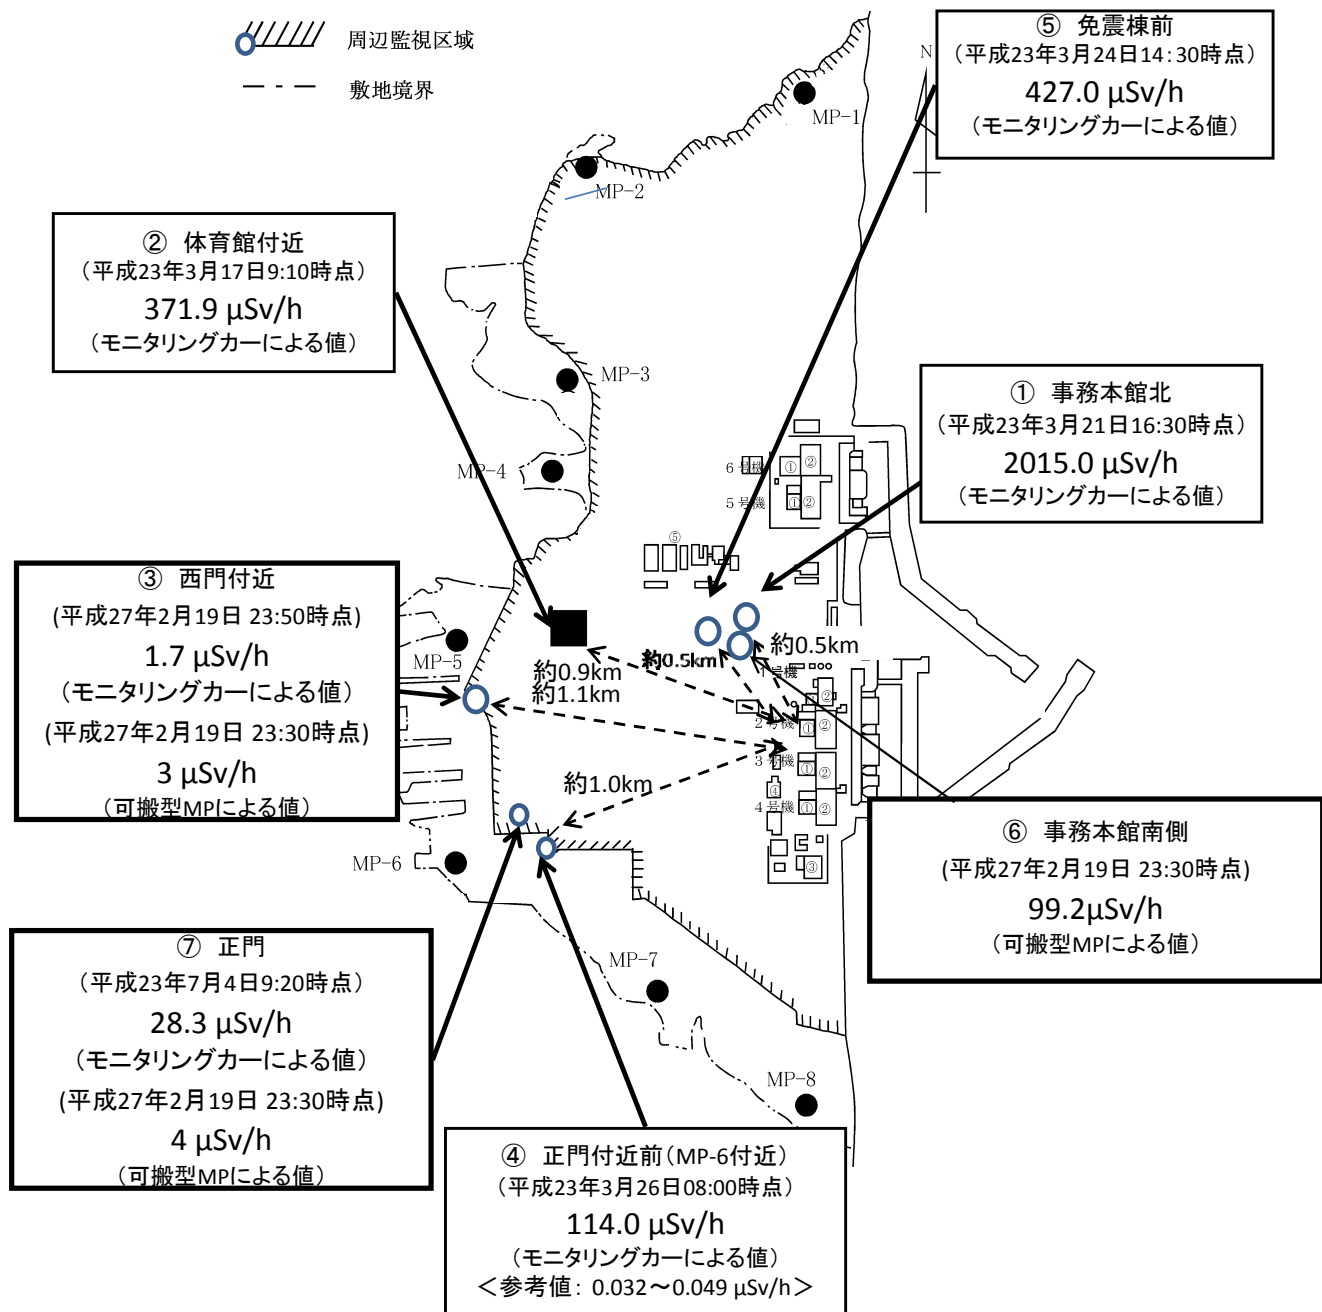 周辺監視区域
敷地境界
⑤ 免震棟前
(平成23年3月24日14:30時点)
427.0 μSv/h
(モニタリングカーによる値)
N
MP-1
MP-2
② 体育館付近
(平成23年3月17日9:10時点)
371.9 μSv/h
(モニタリングカーによる値)
MP-3
① 事務本館北
(平成23年3月21日16:30時点)
2015.0 μSv/h
(モニタリングカーによる値)
MP-4
6号機
①
②
5号機
①
②
⑤
③ 西門付近
(平成27年2月19日 23:50時点)
1.7 μSv/h
(モニタリングカーによる値)
(平成27年2月19日 23:30時点)
3 μSv/h
(可搬型MPによる値)
MP-5
約0.9km
約1.1km
約0.5km
約0.5km
1号機
②
2号機
①
②
3号機
①
②
約1.0km
④
4号機
①
②
③
MP-6
⑥ 事務本館南側
(平成27年2月19日 23:30時点)
99.2μSv/h
(可搬型MPによる値)
⑦ 正門
(平成23年7月4日9:20時点)
28.3 μSv/h
(モニタリングカーによる値)
(平成27年2月19日 23:30時点)
4 μSv/h
(可搬型MPによる値)
MP-7
MP-8
④ 正門付近前(MP-6付近)
(平成23年3月26日08:00時点)
114.0 μSv/h
(モニタリングカーによる値)
<参考値: 0.032～0.049 μSv/h>